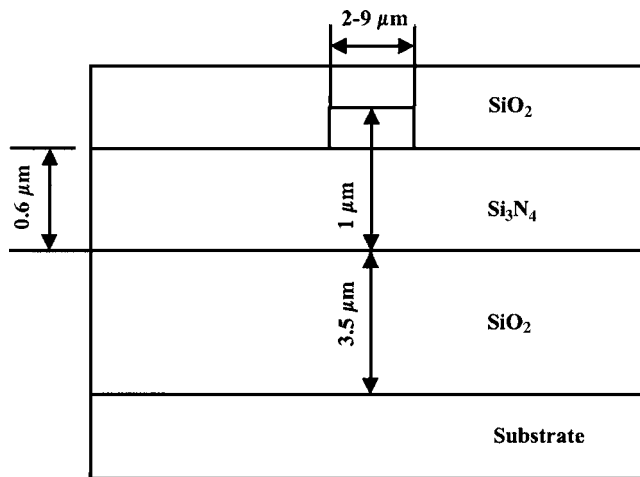 2-9 µm
SiO₂
0.6 µm
1 µm
Si₃N₄
3.5 µm
SiO₂
Substrate